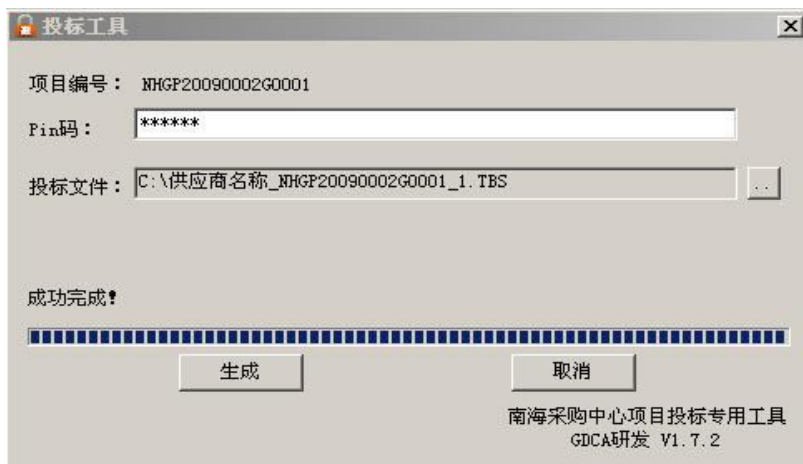 投标工具
项目编号： NHGP20090002G0001
Pin码： ******
投标文件： C:\供应商名称_NHGP20090002G0001_1.TBS ..
成功完成!
生成 取消
南海采购中心项目投标专用工具
GDCA研发 V1.7.2